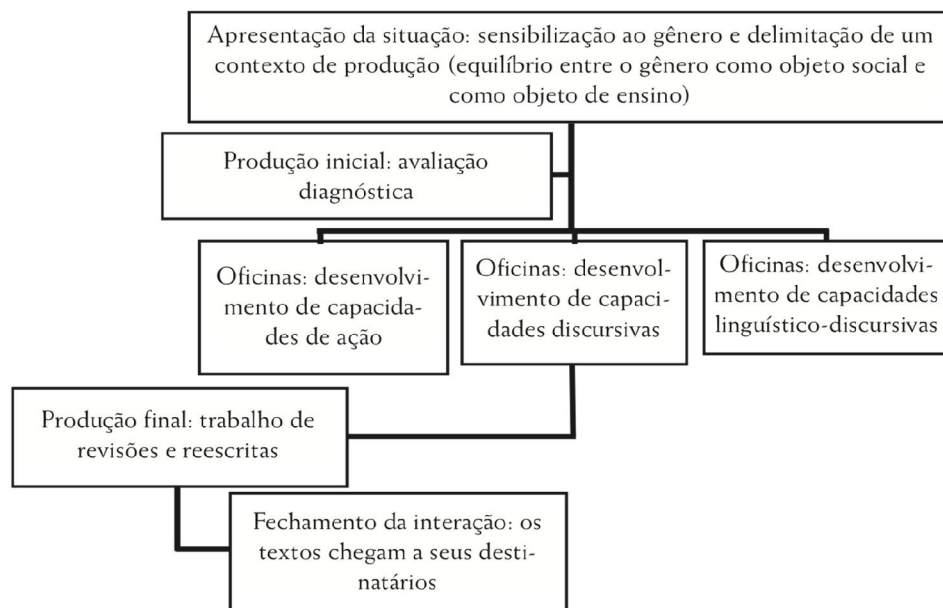 Apresentação da situação: sensibilização ao gênero e delimitação de um
contexto de produção (equilíbrio entre o gênero como objeto social e
como objeto de ensino)
Produção inicial: avaliação
diagnóstica
Oficinas: desenvolvi-
mento de capacida-
des de ação
Oficinas: desenvol-
vimento de capaci-
dades discursivas
Oficinas: desenvolvi-
mento de capacidades
linguístico-discursivas
Produção final: trabalho de
revisões e reescritas
Fechamento da interação: os
textos chegam a seus desti-
natários